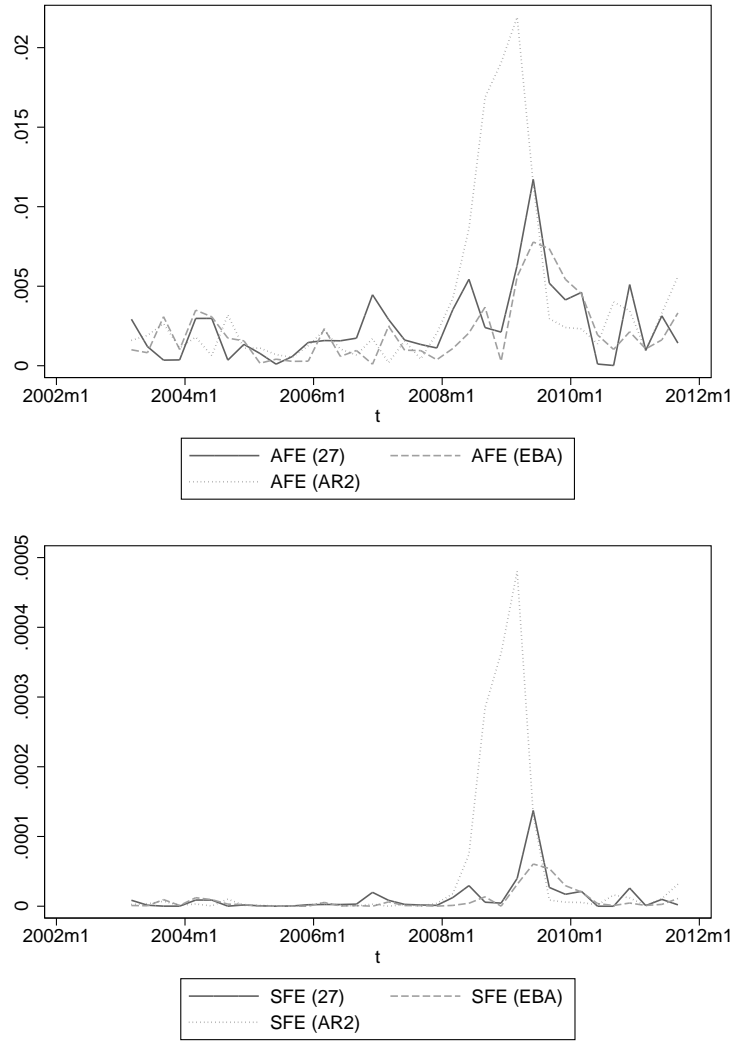 .02
.015
.01
.005
0
2002m1 2004m1 2006m1 2008m1 2010m1 2012m1
t
AFE (27) AFE (EBA)
AFE (AR2)
.0005
.0004
.0003
.0002
.0001
0
2002m1 2004m1 2006m1 2008m1 2010m1 2012m1
t
SFE (27) SFE (EBA)
SFE (AR2)